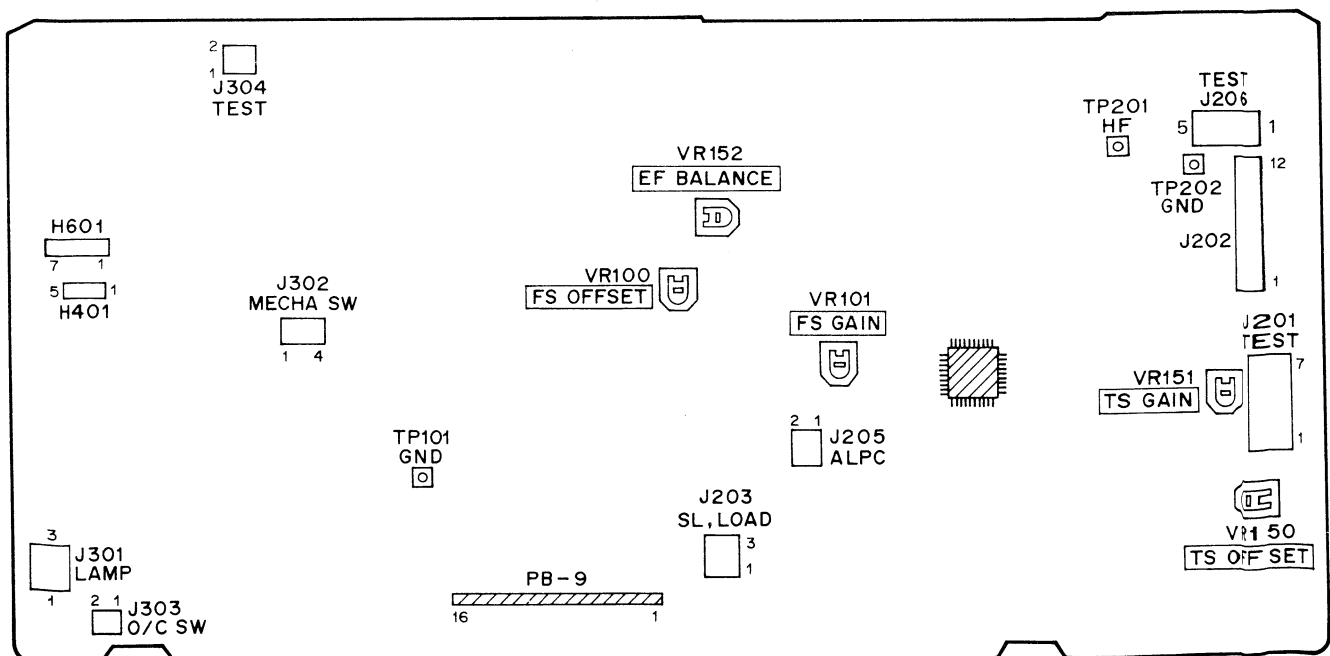 2
1
J304
TEST
TEST
J206
5
1
TP201
HF
12
TP202
GND
J202
1
VR152
EF BALANCE
H601
7 1
5 1
H401
J302
MECHA SW
1 4
VR100
FS OFFSET
VR101
FS GAIN
J201
TEST
7
1
VR151
TS GAIN
2 1
J205
ALPC
TP101
GND
J203
SL,LOAD
3
1
VR150
TS OFFSET
3
J301
LAMP
1
2 1
J303
O/C SW
PB-9
16 1